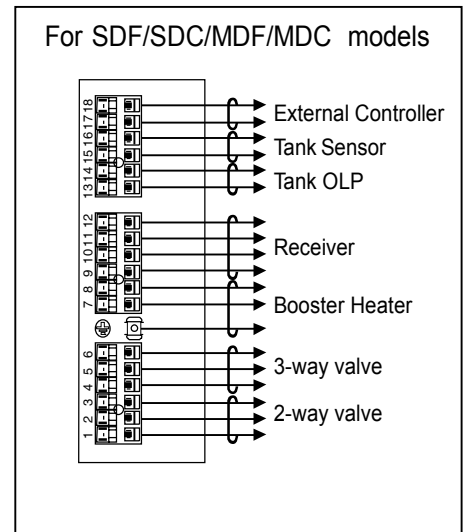 For SDF/SDC/MDF/MDC models
18
17
16
15
14
13
External Controller
Tank Sensor
Tank OLP
12
11
10
9
8
7
Receiver
Booster Heater
6
5
4
3
2
1
3-way valve
2-way valve